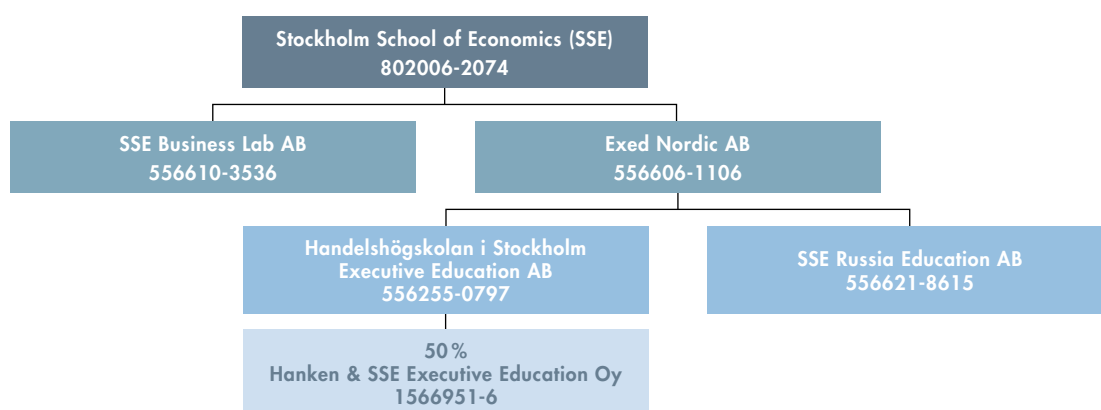 Stockholm School of Economics (SSE)
802006-2074
SSE Business Lab AB
556610-3536
Exed Nordic AB
556606-1106
Handelshögskolan i Stockholm
Executive Education AB
556255-0797
SSE Russia Education AB
556621-8615
50 %
Hanken & SSE Executive Education Oy
1566951-6